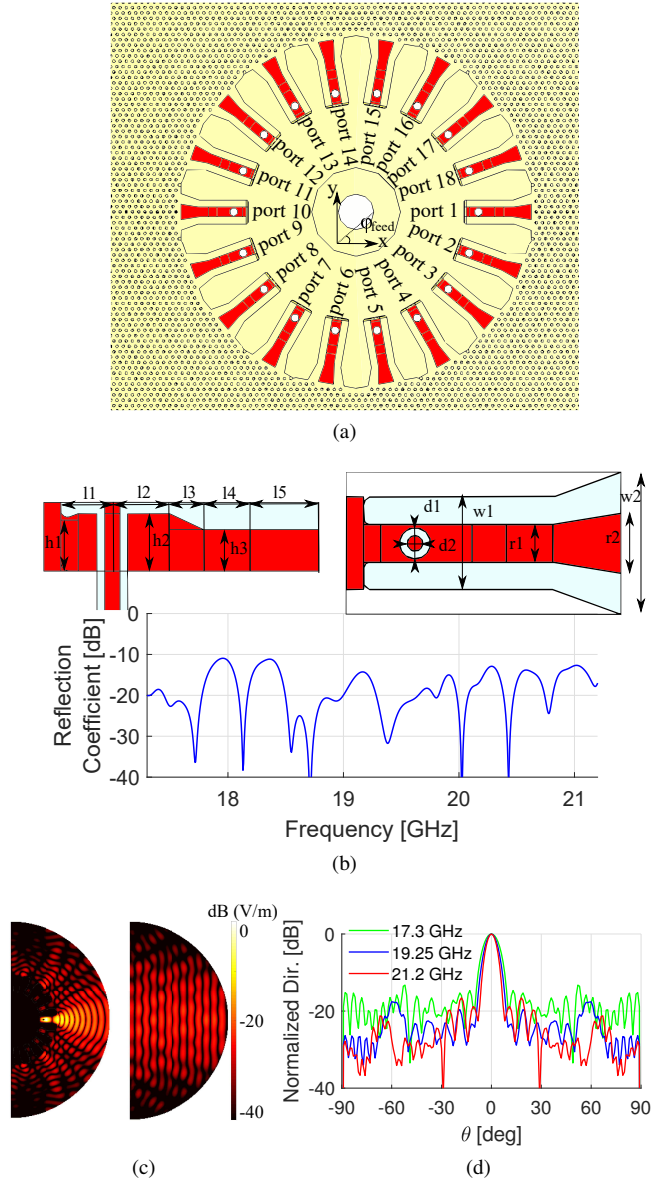 port 1
port 2
port 3
port 4
port 5
port 6
port 7
port 8
port 9
port 10
port 11
port 12
port 13
port 14
port 15
port 16
port 17
port 18
y
x
φfeed
(a)
l1 l2 l3 l4 l5
h1 h2 h3
d1 w1 w2
d2 r1 r2
Reflection
Coefficient [dB]
0
-10
-20
-30
-40
18 19 20 21
Frequency [GHz]
(b)
dB (V/m)
0
-20
-40
(c)
Normalized Dir. [dB]
0
-20
-40
17.3 GHz
19.25 GHz
21.2 GHz
-90 -60 -30 0 30 60 90
θ [deg]
(d)